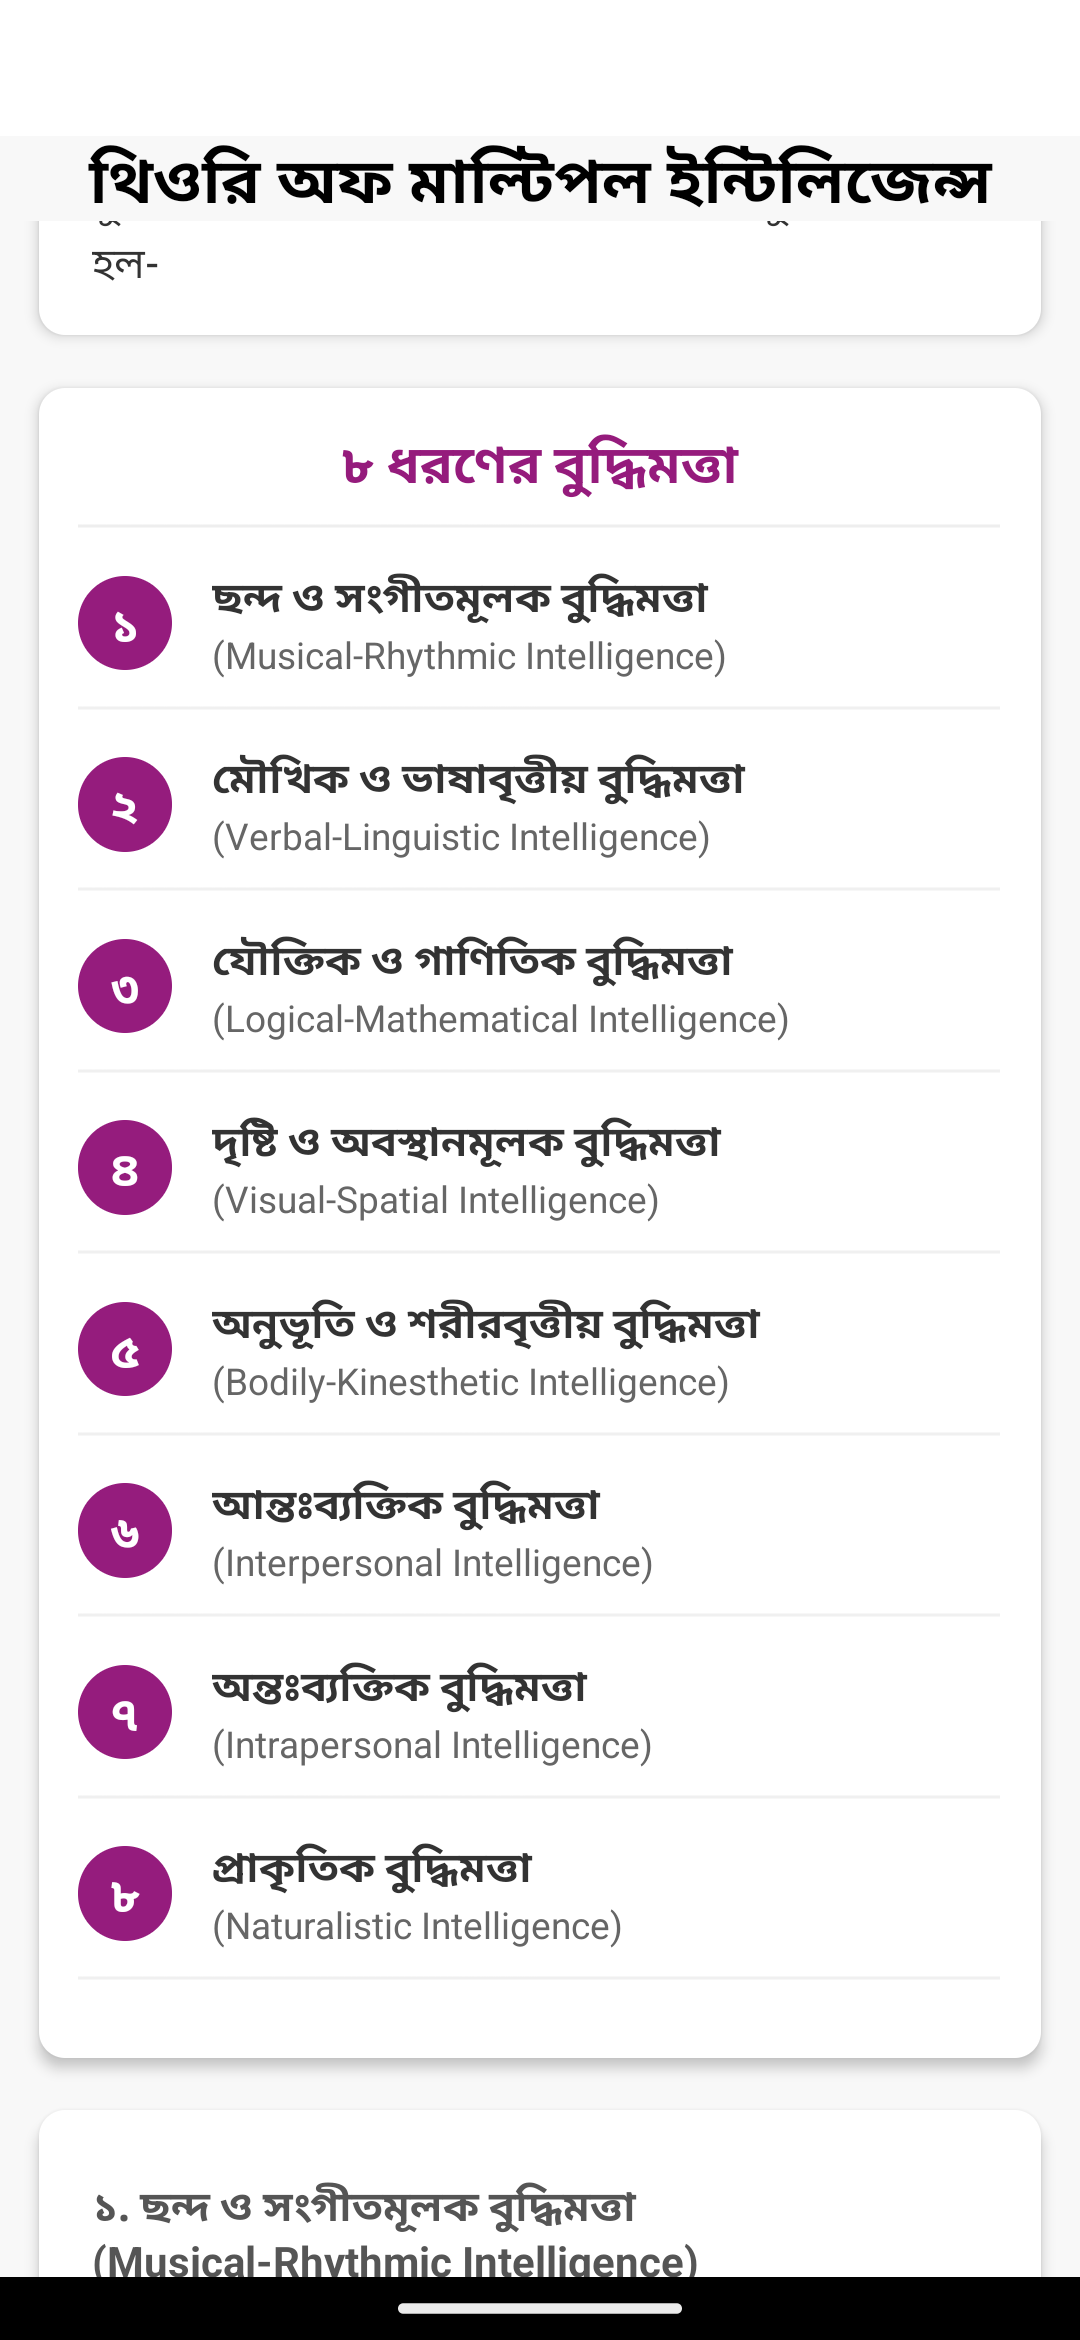 থিওরি অফ মাল্টিপল ইন্টিলিজেন্স
হল-
৮ ধরণের বুদ্ধিমত্তা
১
ছন্দ ও সংগীতমূলক বুদ্ধিমত্তা
(Musical-Rhythmic Intelligence)
২
মৌখিক ও ভাষাবৃত্তীয় বুদ্ধিমত্তা
(Verbal-Linguistic Intelligence)
৩
যৌক্তিক ও গাণিতিক বুদ্ধিমত্তা
(Logical-Mathematical Intelligence)
৪
দৃষ্টি ও অবস্থানমূলক বুদ্ধিমত্তা
(Visual-Spatial Intelligence)
৫
অনুভূতি ও শরীরবৃত্তীয় বুদ্ধিমত্তা
(Bodily-Kinesthetic Intelligence)
৬
আন্তঃব্যক্তিক বুদ্ধিমত্তা
(Interpersonal Intelligence)
৭
অন্তঃব্যক্তিক বুদ্ধিমত্তা
(Intrapersonal Intelligence)
৮
প্রাকৃতিক বুদ্ধিমত্তা
(Naturalistic Intelligence)
১. ছন্দ ও সংগীতমূলক বুদ্ধিমত্তা
(Musical-Rhythmic Intelligence)